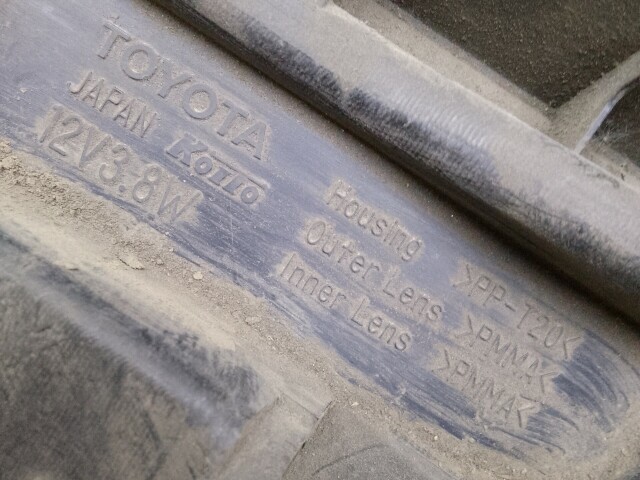 TOYOTA
JAPAN KOITO
12V3.8W
Housing >PP-T20<
Outer Lens >PMMA<
Inner Lens >PMMA<